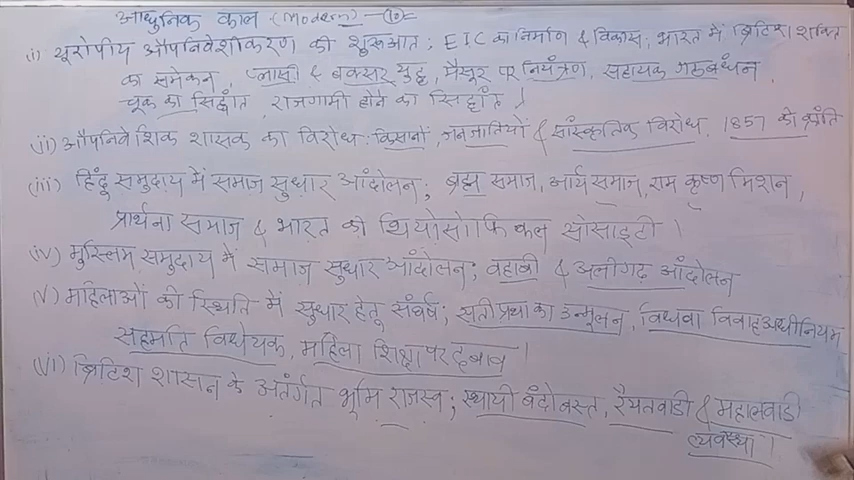 आधुनिक काल (Modern) – (10) =
(i) यूरोपीय औपनिवेशीकरण की शुरूआत; EIC का निर्माण & विकास; भारत में ब्रिटिश शक्ति
का समेकन, प्लासी & बक्सर युद्ध, मैसूर पर नियंत्रण, सहायक गठबंधन,
चूक का सिद्धांत, राजगामी होने का सिद्धांत।
(ii) औपनिवेशिक शासक का विरोध: किसानों, जनजातियों & सांस्कृतिक विरोध, 1857 की क्रांति
(iii) हिंदू समुदाय में समाज सुधार आंदोलन; ब्रह्म समाज, आर्य समाज, राम कृष्ण मिशन,
प्रार्थना समाज & भारत की थियोसोफिकल सोसाइटी।
(iv) मुस्लिम समुदाय में समाज सुधार आंदोलन; वहाबी & अलीगढ़ आंदोलन
(v) महिलाओं की स्थिति में सुधार हेतू संघर्ष; सती प्रथा का उन्मूलन, विधवा विवाह अधीनियम
सहमति विधेयक, महिला शिक्षा पर दबाव।
(vi) ब्रिटिश शासन के अंतर्गत भूमि राजस्व; स्थायी बंदोबस्त, रैयतवाडी & महालवाडी
व्यवस्था।